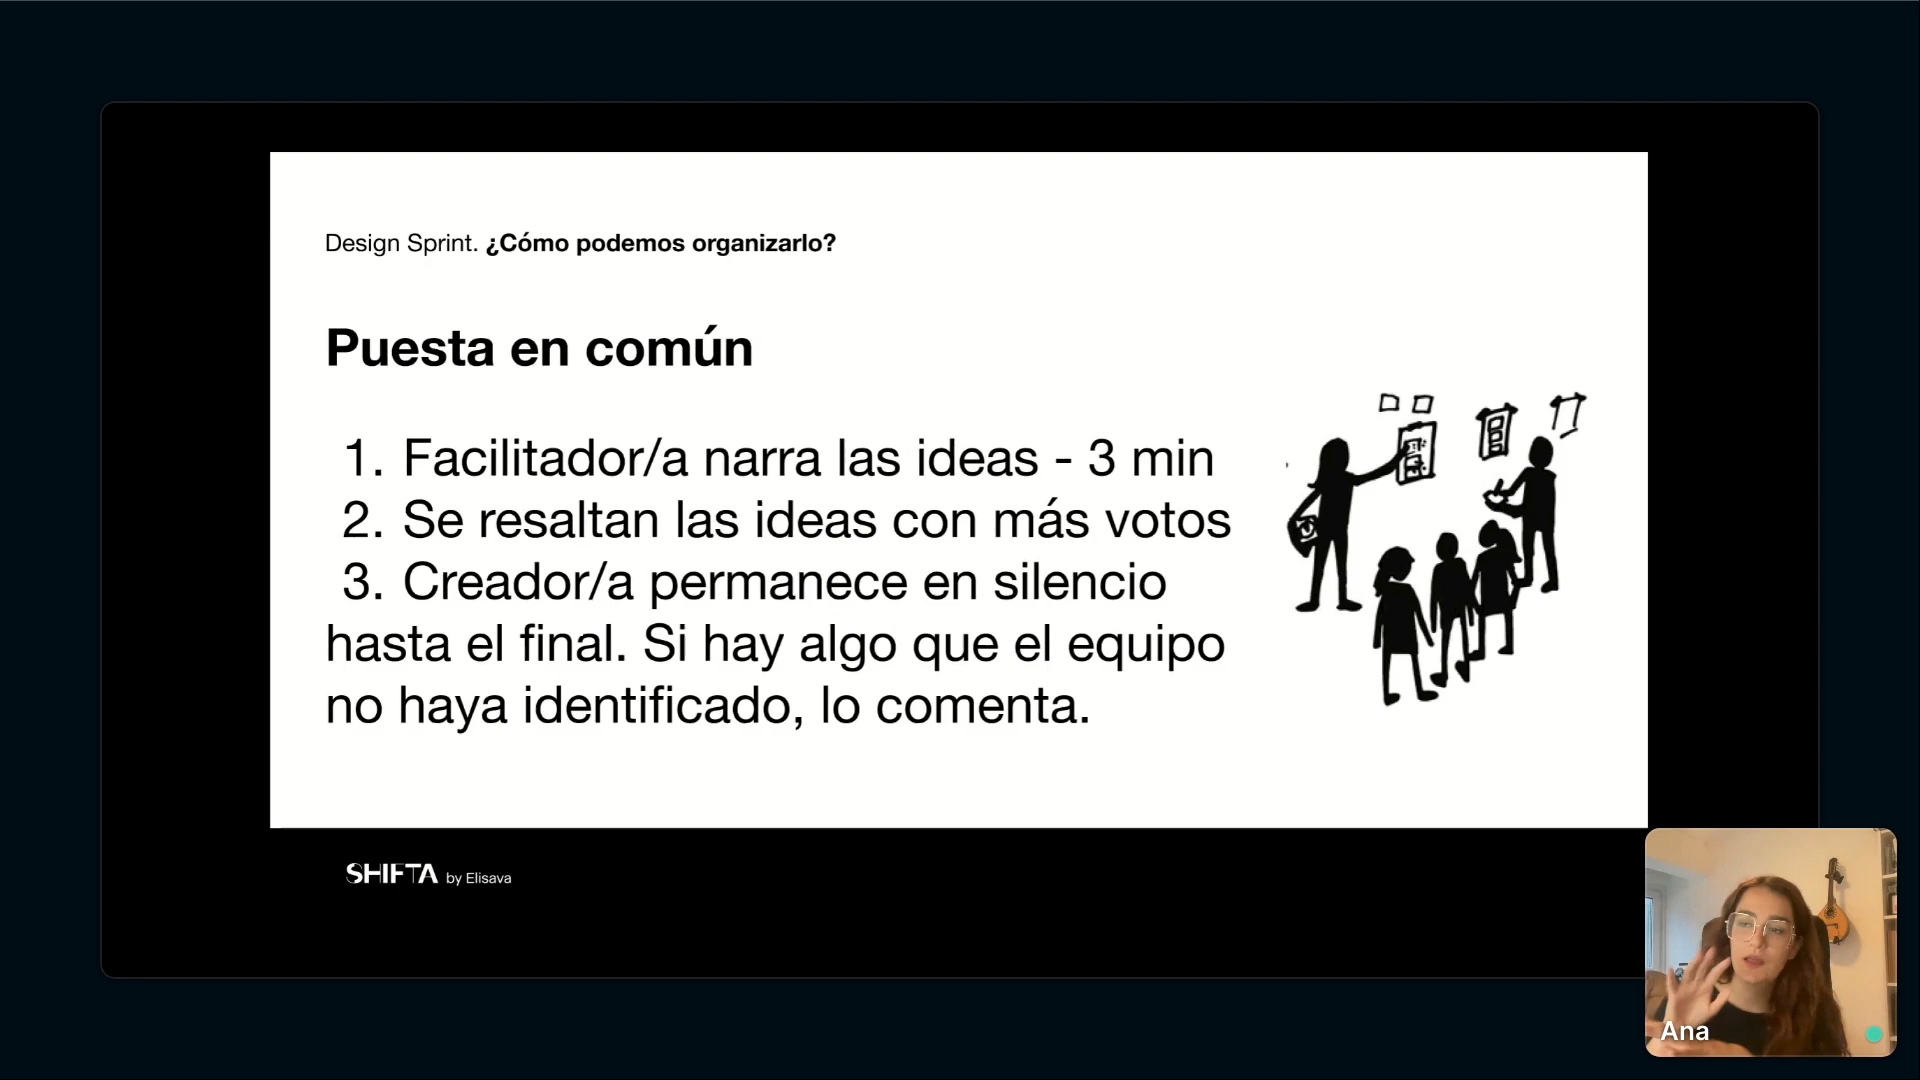 Design Sprint. ¿Cómo podemos organizarlo?
Puesta en común
1. Facilitador/a narra las ideas - 3 min
2. Se resaltan las ideas con más votos
3. Creador/a permanece en silencio
hasta el final. Si hay algo que el equipo
no haya identificado, lo comenta.
SHIFTA by Elisava
Ana